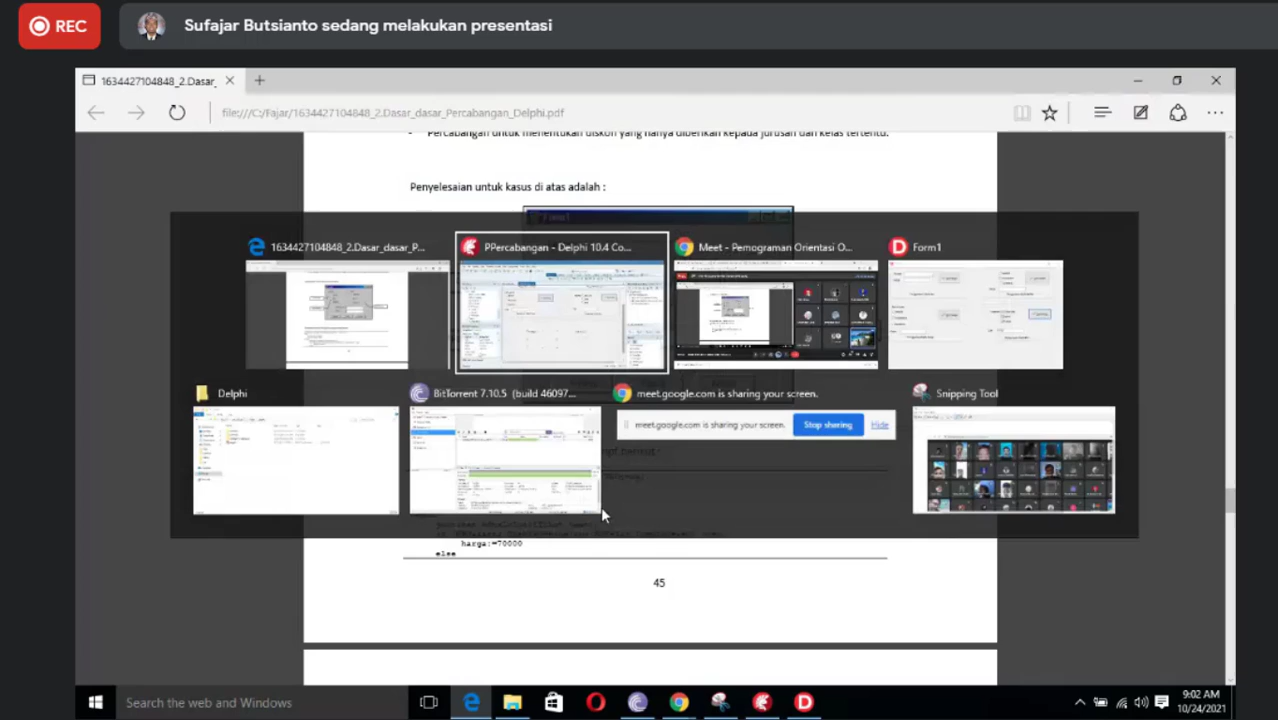 REC
Sufajar Butsianto sedang melakukan presentasi
1634427104848_2.Dasar_
file:///C:/Fajar/1634427104848_2.Dasar_dasar_Percabangan_Delphi.pdf
- Percabangan untuk menentukan diskon yang hanya diberikan kepada jurusan dan kelas tertentu.
Penyelesaian untuk kasus di atas adalah :
Form1
1634427104848_2.Dasar_dasar_P...
PPercabangan - Delphi 10.4 Co...
Meet - Pemograman Orientasi O...
Form1
Delphi
BitTorrent 7.10.5 (build 46097...
meet.google.com is sharing your screen.
Snipping Tool
meet.google.com is sharing your screen.
Stop sharing
Hide
berikut
harga:=70000
else
45
Search the web and Windows
9:02 AM
10/24/2021